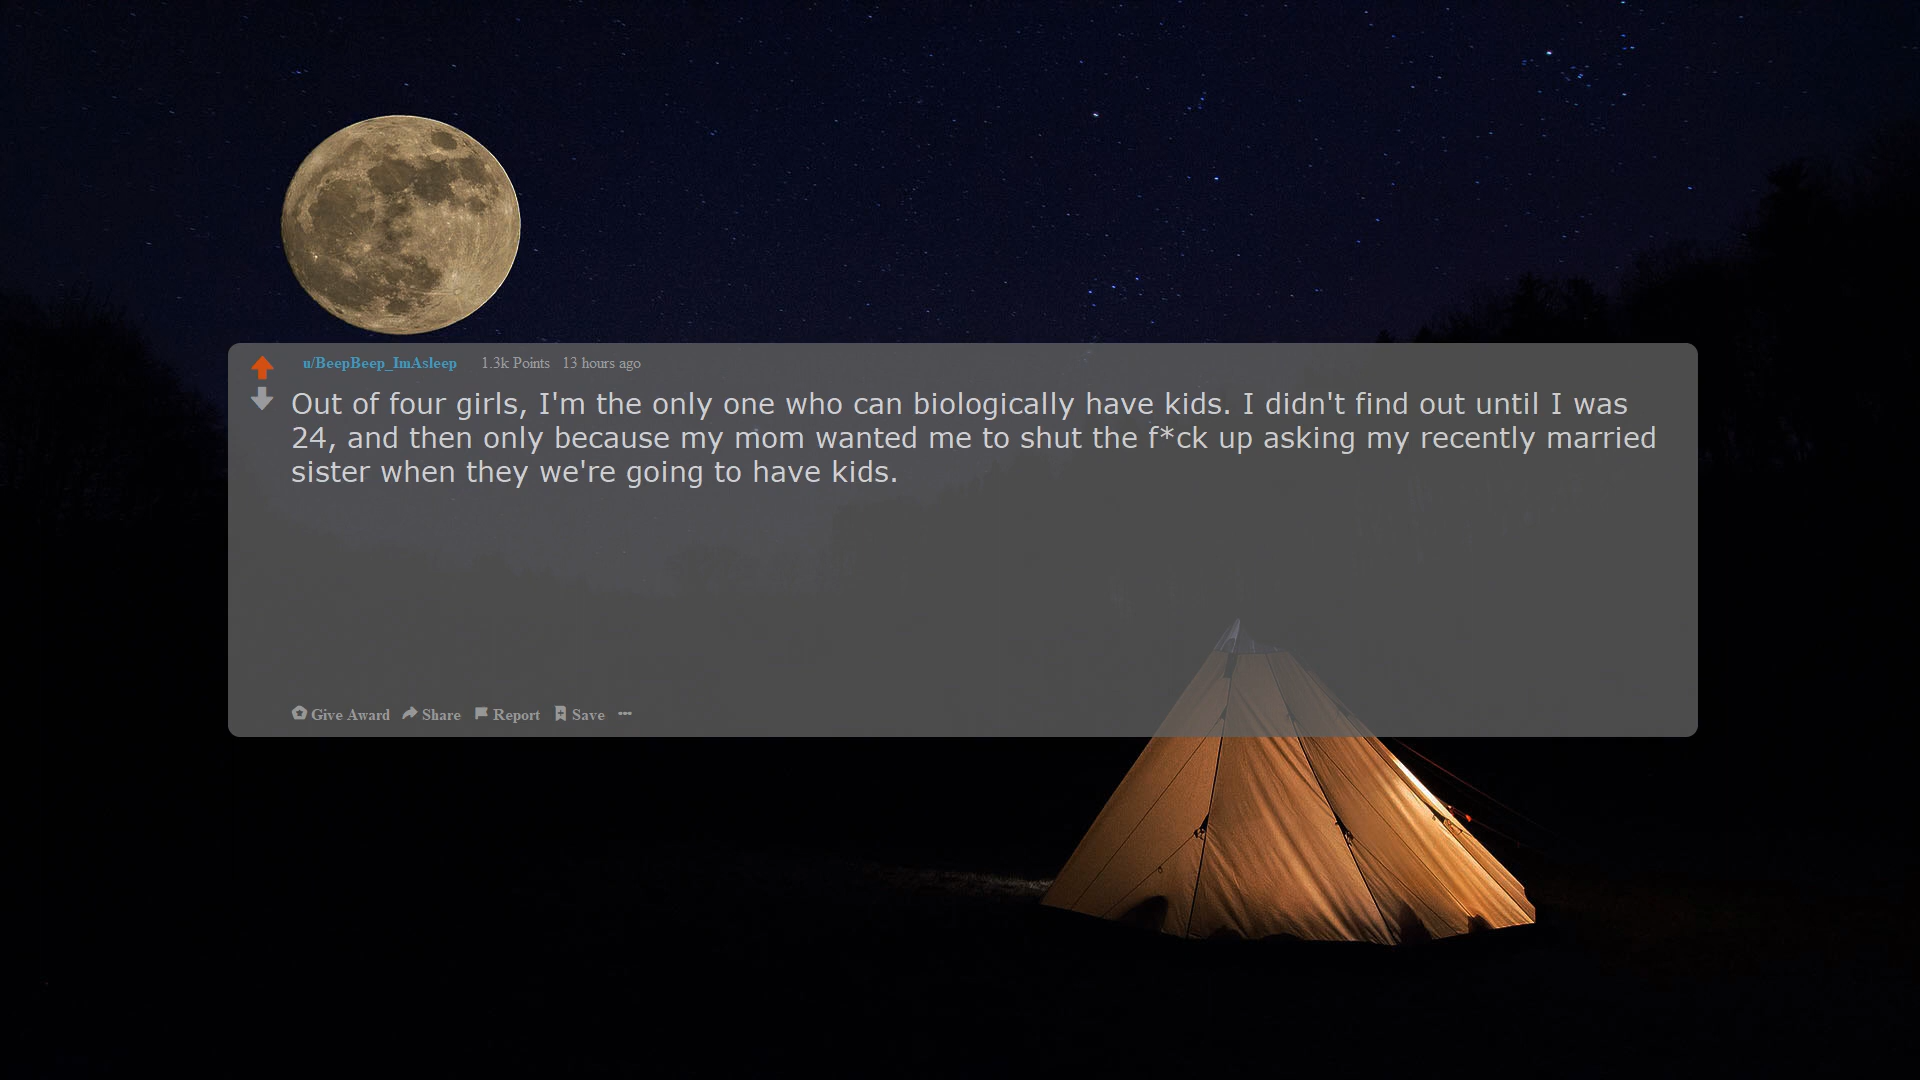 u/BeepBeep_ImAsleep 1.3k Points 13 hours ago
Out of four girls, I'm the only one who can biologically have kids. I didn't find out until I was
24, and then only because my mom wanted me to shut the f*ck up asking my recently married
sister when they we're going to have kids.
Give Award Share Report Save